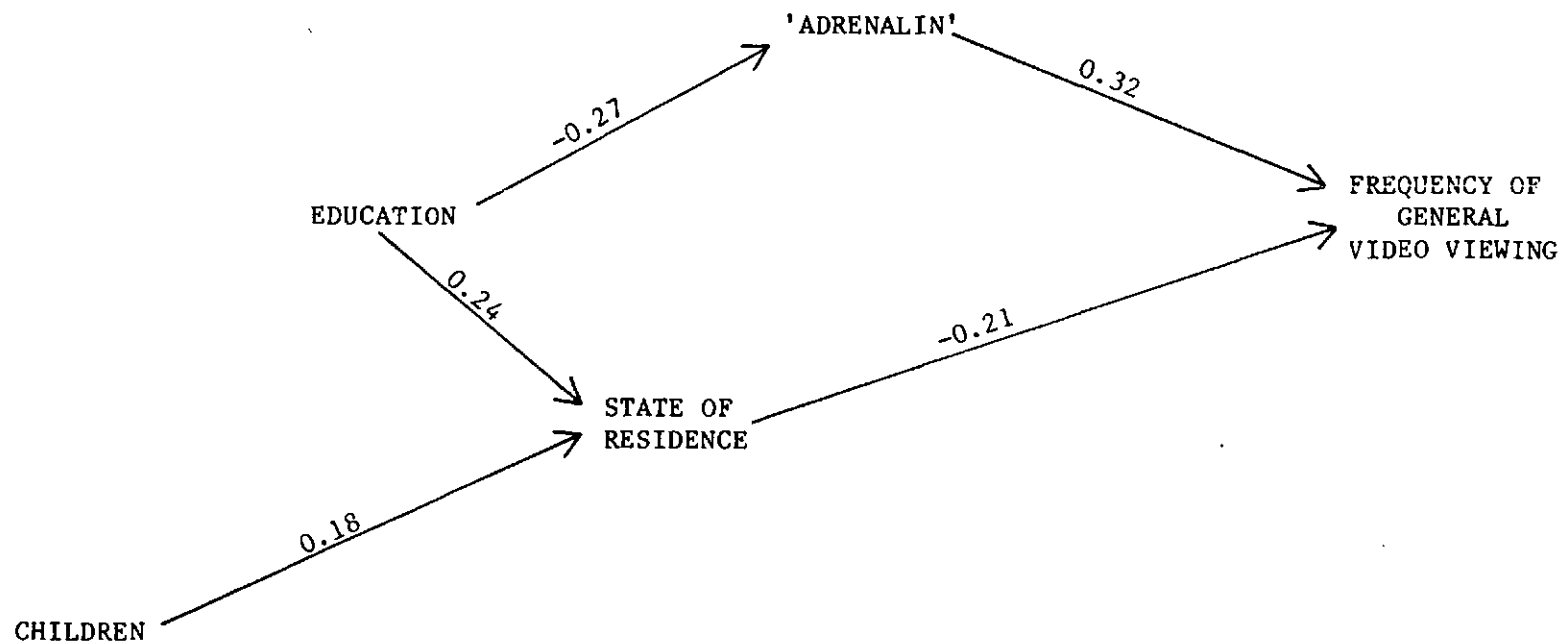 'ADRENALIN'
0.32
-0.27
FREQUENCY OF
GENERAL
VIDEO VIEWING
EDUCATION
0.24
-0.21
STATE OF
RESIDENCE
0.18
CHILDREN